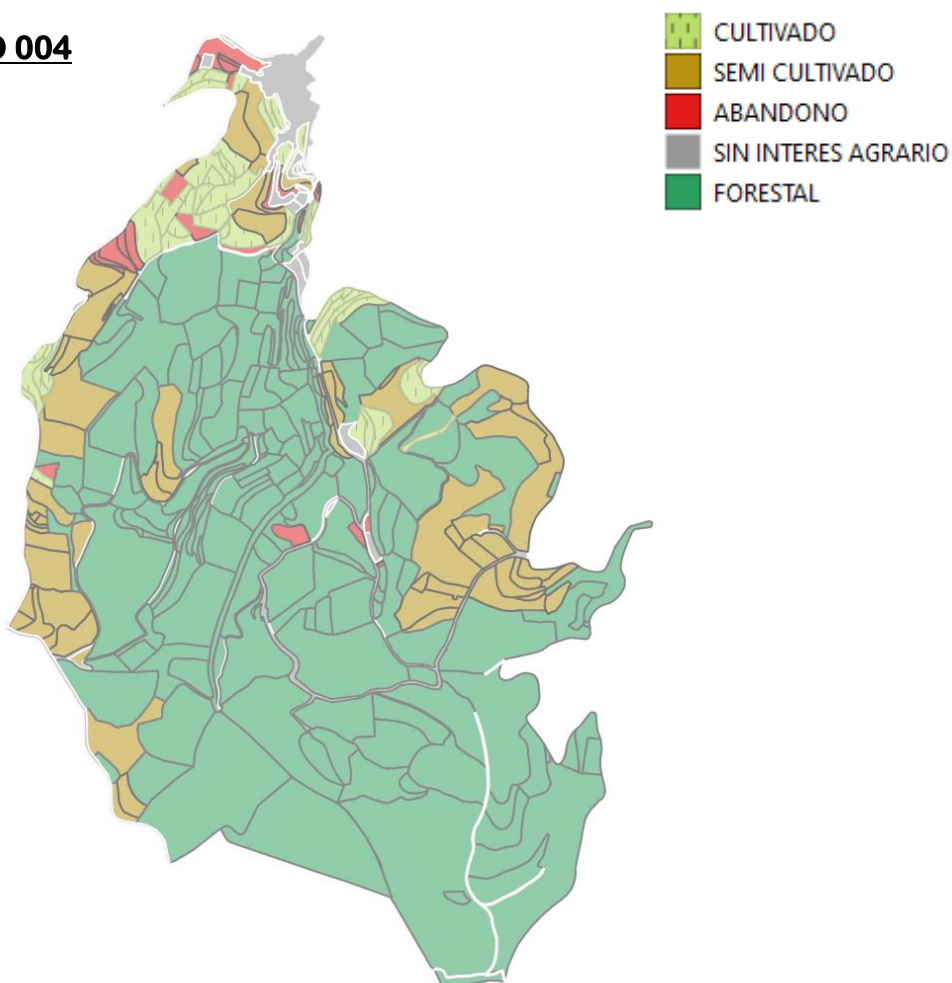 004
CULTIVADO
SEMI CULTIVADO
ABANDONO
SIN INTERES AGRARIO
FORESTAL